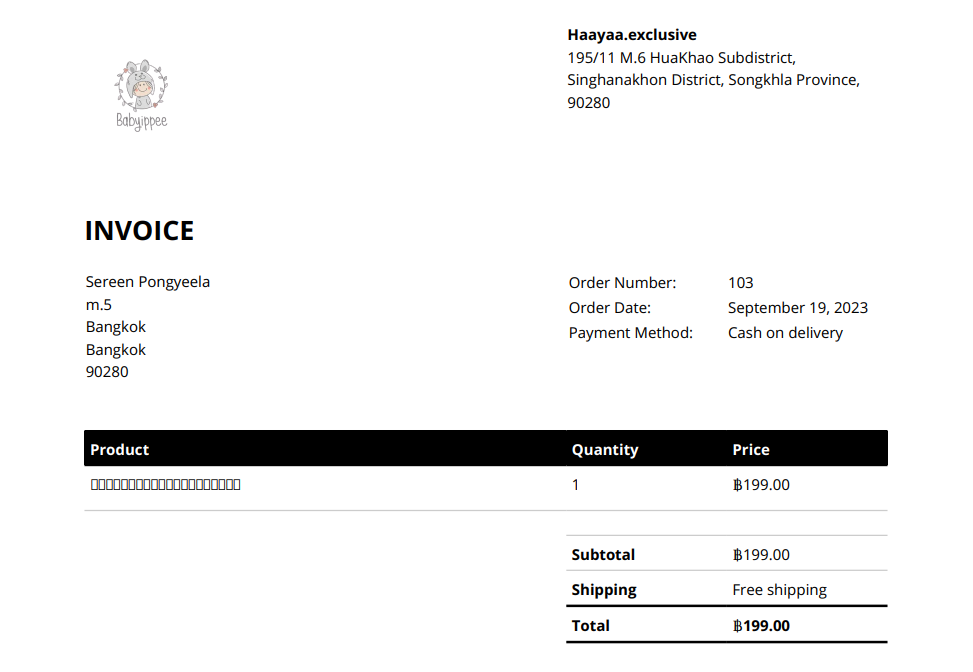 Haayaa.exclusive
195/11 M.6 HuaKhao Subdistrict,
Singhanakhon District, Songkhla Province,
90280
Babyippee
INVOICE
Sereen Pongyeela
m.5
Bangkok
Bangkok
90280
Order Number: 103
Order Date: September 19, 2023
Payment Method: Cash on delivery
Product Quantity Price
1 ฿199.00
Subtotal ฿199.00
Shipping Free shipping
Total ฿199.00